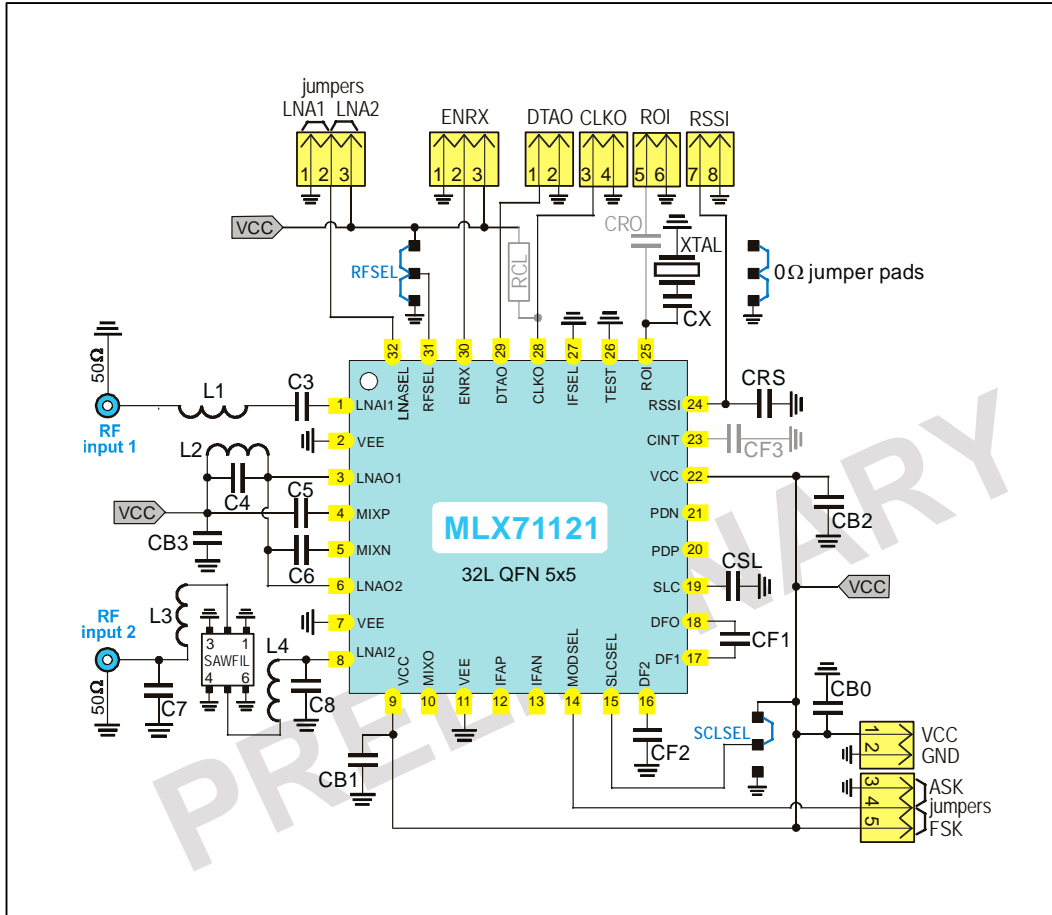 jumpers
LNA1 LNA2
ENRX
DTAO CLKO ROI RSSI
1 2 3
1 2 3
1 2 3 4 5 6 7 8
VCC
RFSEL
RCL
CRO
XTAL
CX
0Ω jumper pads
32 31 30 29 28 27 26 25
LNASEL RFSEL ENRX DTAO CLKO IFSEL TEST ROI
50Ω
RF
input 1
L1
C3
1 LNAI1
2 VEE
3 LNAO1
4 MIXP
5 MIXN
6 LNAO2
7 VEE
8 LNAI2
L2
C4
C5
VCC
CB3
C6
L3
RF
input 2
50Ω
C7
3 1
SAWFIL
4 6
L4
C8
MLX71121
32L QFN 5x5
RSSI 24
CINT 23
VCC 22
PDN 21
PDP 20
SLC 19
DFO 18
DF1 17
CRS
CF3
CB2
CSL
VCC
CF1
VCC MIXO VEE IFAP IFAN MODSEL SLCSEL DF2
9 10 11 12 13 14 15 16
CB1
CF2
SCLSEL
CB0
1 VCC
2 GND
3 ASK
4 jumpers
5 FSK
PRELIMINARY